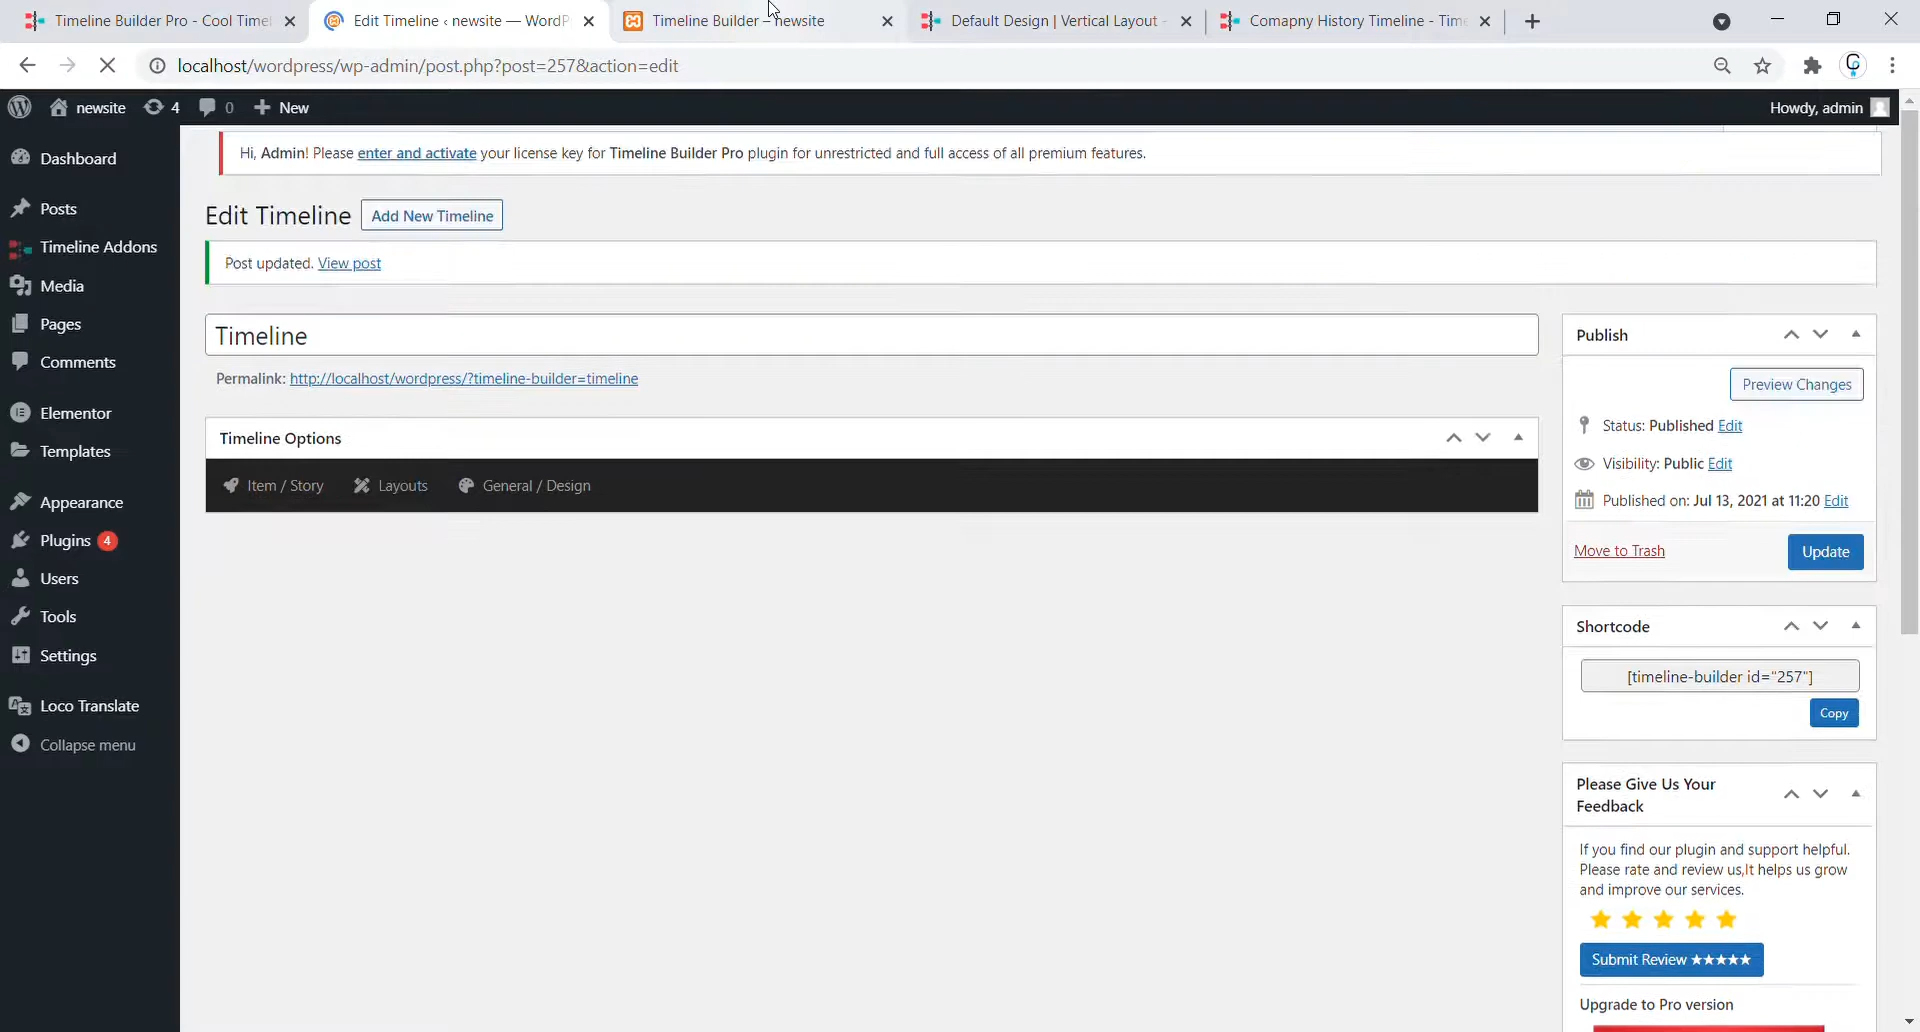 Timeline Builder Pro - Cool Timel
Edit Timeline ‹ newsite — WordP
Timeline Builder – newsite
Default Design | Vertical Layout -
Comapny History Timeline - Time
localhost/wordpress/wp-admin/post.php?post=257&action=edit
newsite 4 0 New
Howdy, admin
Dashboard
Posts
Timeline Addons
Media
Pages
Comments
Elementor
Templates
Appearance
Plugins 4
Users
Tools
Settings
Loco Translate
Collapse menu
Hi, Admin! Please enter and activate your license key for Timeline Builder Pro plugin for unrestricted and full access of all premium features.
Edit Timeline Add New Timeline
Post updated. View post
Timeline
Permalink: http://localhost/wordpress/?timeline-builder=timeline
Timeline Options
Item / Story Layouts General / Design
Publish
Preview Changes
Status: Published Edit
Visibility: Public Edit
Published on: Jul 13, 2021 at 11:20 Edit
Move to Trash Update
Shortcode
[timeline-builder id="257"]
Copy
Please Give Us Your
Feedback
If you find our plugin and support helpful.
Please rate and review us,It helps us grow
and improve our services.
Submit Review ★★★★★
Upgrade to Pro version